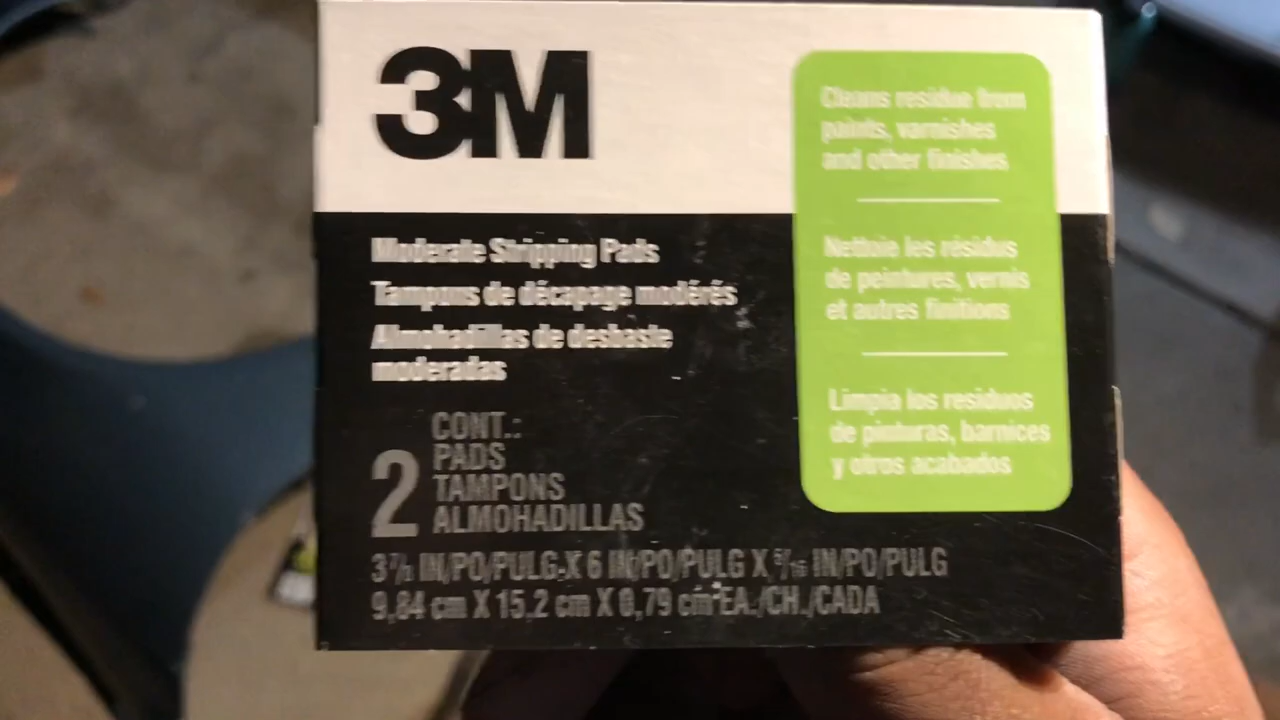 3M
Moderate Stripping Pads
Tampons de décapage modérés
Almohadillas de desbaste
moderadas
2
CONT.:
PADS
TAMPONS
ALMOHADILLAS
3 7/8 IN/PO/PULG X 6 IN/PO/PULG X 5/16 IN/PO/PULG
9,84 cm X 15.2 cm X 0,79 cm EA./CH./CADA
Cleans residue from
paints, varnishes
and other finishes
Nettoie les résidus
de peintures, vernis
et autres finitions
Limpia los residuos
de pinturas, barnices
y otros acabados